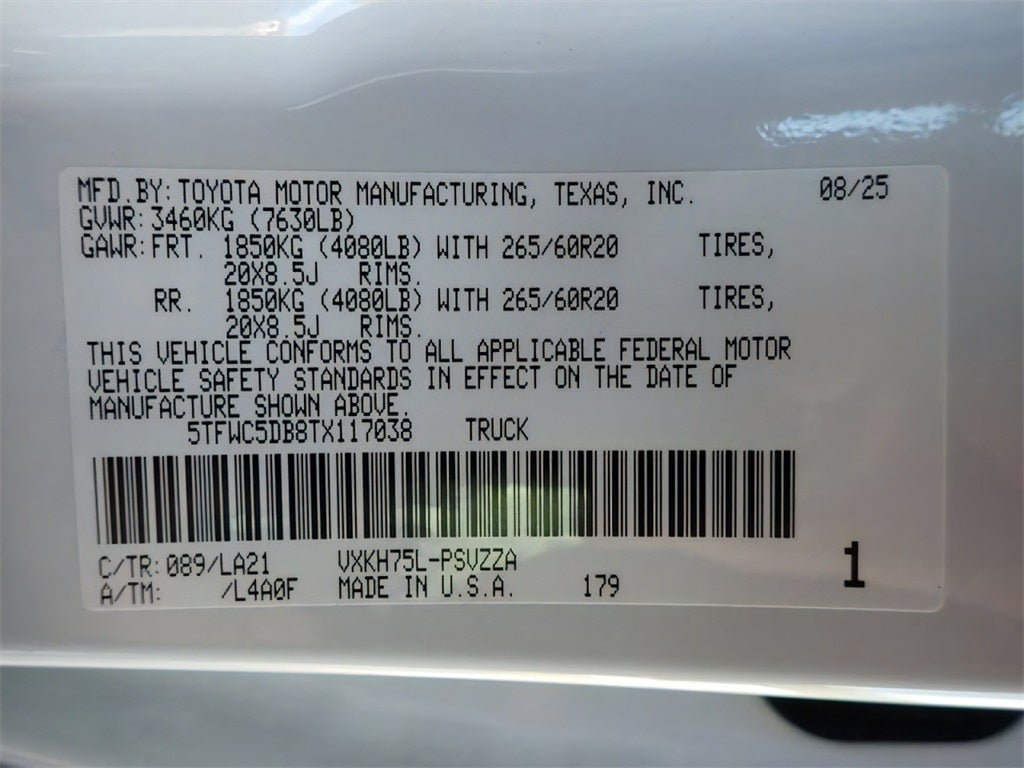 MFD.BY: TOYOTA MOTOR MANUFACTURING, TEXAS, INC. 08/25
GVWR: 3460KG (7630LB)
GAWR: FRT. 1850KG (4080LB) WITH 265/60R20 TIRES,
20X8.5J RIMS.
RR. 1850KG (4080LB) WITH 265/60R20 TIRES,
20X8.5J RIMS.
THIS VEHICLE CONFORMS TO ALL APPLICABLE FEDERAL MOTOR
VEHICLE SAFETY STANDARDS IN EFFECT ON THE DATE OF
MANUFACTURE SHOWN ABOVE.
5TFWC5DB8TX117038 TRUCK
C/TR: 089/LA21 VXKH75L-PSVZZA
A/TM: /L4A0F MADE IN U.S.A. 179
1